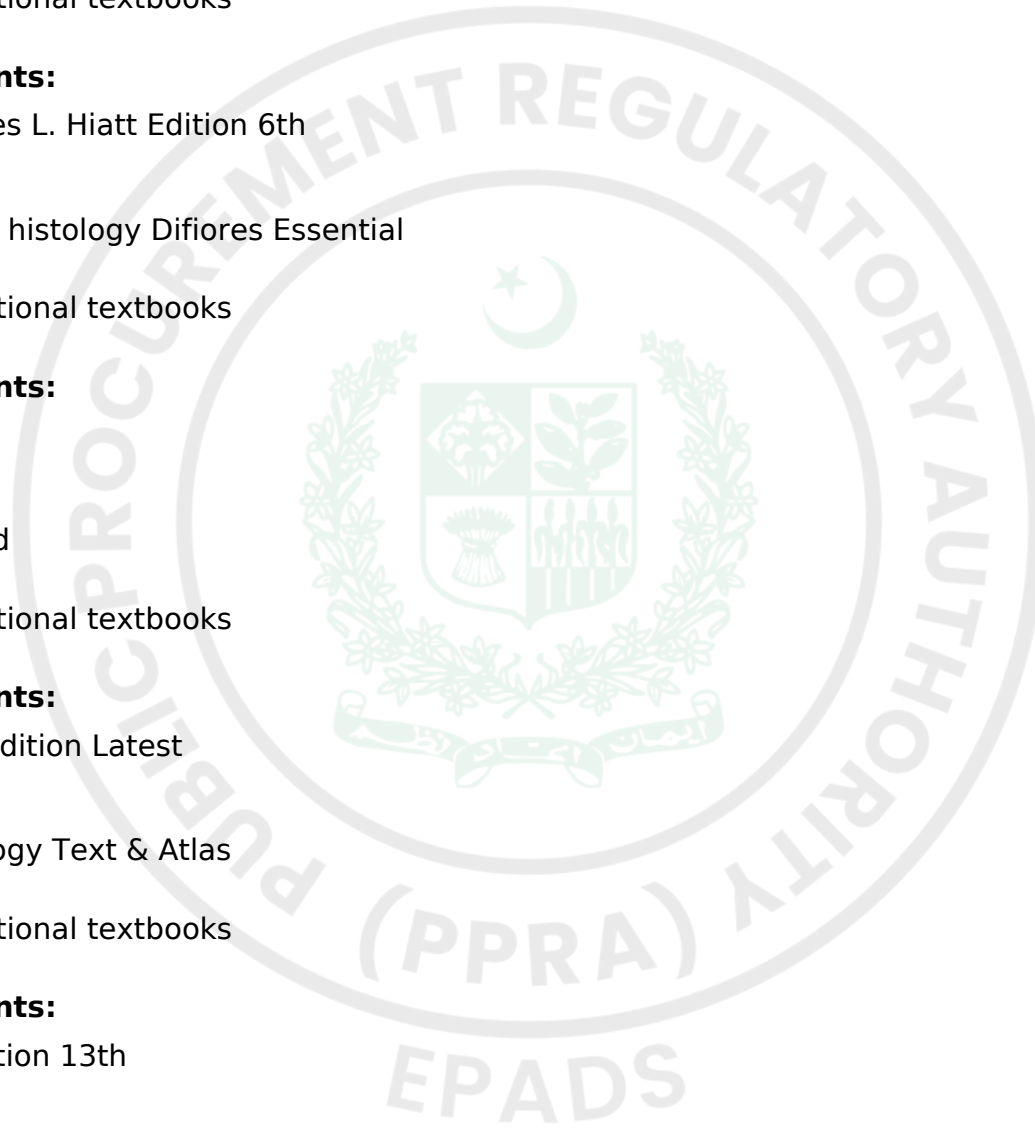 tional textbooks
nts:
es L. Hiatt Edition 6th
histology Difiores Essential
tional textbooks
nts:
d
tional textbooks
nts:
dition Latest
ogy Text & Atlas
tional textbooks
nts:
tion 13th
PUBLIC PROCUREMENT REGULATORY AUTHORITY
(PPRA)
EPADS